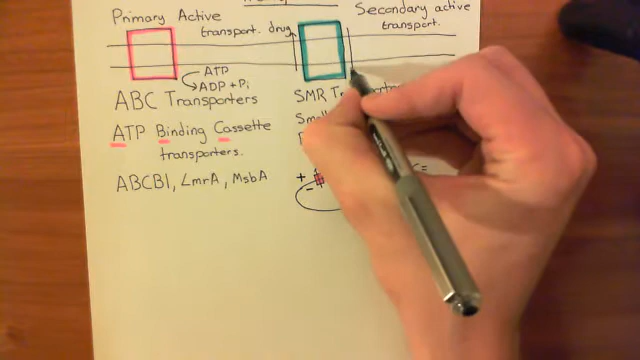 Primary Active
transport.
drug
Secondary active
transport.
ATP
ADP + Pi
ABC Transporters
ATP Binding Cassette
transporters.
ABCB1, LmrA, MsbA
SMR
+
-